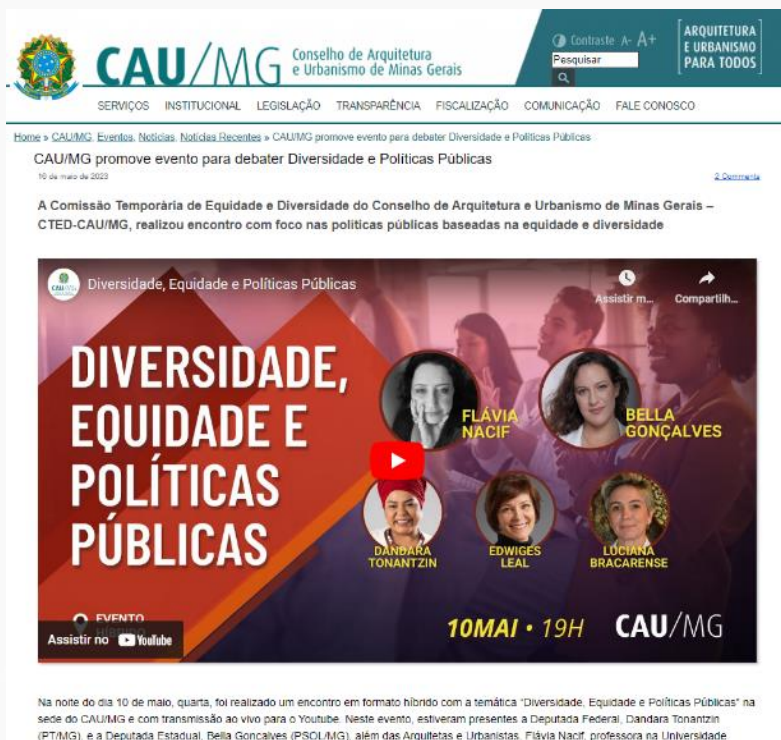 CAU/MG Conselho de Arquitetura
e Urbanismo de Minas Gerais
Contraste A- A+
Pesquisar
[ARQUITETURA
E URBANISMO
PARA TODOS]
SERVIÇOS INSTITUCIONAL LEGISLAÇÃO TRANSPARÊNCIA FISCALIZAÇÃO COMUNICAÇÃO FALE CONOSCO
Home » CAU/MG, Eventos, Notícias, Notícias Recentes » CAU/MG promove evento para debater Diversidade e Políticas Públicas
CAU/MG promove evento para debater Diversidade e Políticas Públicas
16 de maio de 2023
2 Comments
A Comissão Temporária de Equidade e Diversidade do Conselho de Arquitetura e Urbanismo de Minas Gerais –
CTED-CAU/MG, realizou encontro com foco nas políticas públicas baseadas na equidade e diversidade
Diversidade, Equidade e Políticas Públicas
Assistir m...
Compartilh...
DIVERSIDADE,
EQUIDADE E
POLÍTICAS
PÚBLICAS
FLÁVIA
NACIF
BELLA
GONÇALVES
DANDARA
TONANTZIN
EDWIGES
LEAL
LUCIANA
BRACARENSE
EVENTO
HÍBRIDO
Assistir no YouTube
10MAI • 19H
CAU/MG
Na noite do dia 10 de maio, quarta, foi realizado um encontro em formato híbrido com a temática "Diversidade, Equidade e Políticas Públicas" na
sede do CAU/MG e com transmissão ao vivo para o Youtube. Neste evento, estiveram presentes a Deputada Federal, Dandara Tonantzin
(PT/MG), e a Deputada Estadual, Bella Gonçalves (PSOL/MG), além das Arquitetas e Urbanistas, Flávia Nacif, professora na Universidade